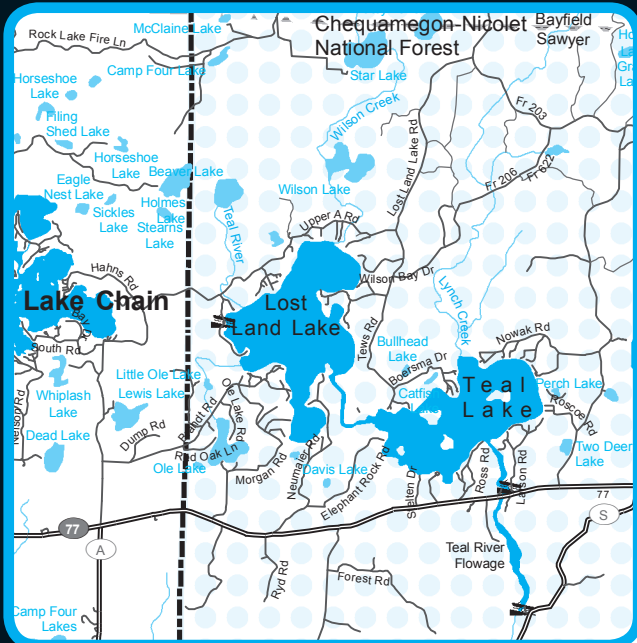 McClaine Lake
Chequamegon-Nicolet
National Forest
Bayfield
Sawyer
Rock Lake Fire Ln
Camp Four Lake
Star Lake
Horseshoe
Lake
Filing
Shed Lake
Wilson Creek
Lost Land Lake Rd
Fr 203
Fr 206
Fr 622
Horseshoe
Lake
Beaver Lake
Eagle
Nest Lake
Sickles
Lake
Holmes
Lake
Stearns
Lake
Wilson Lake
Teal River
Upper A Rd
Hahns Rd
Wilson Bay Dr
Lake Chain
Lost
Land Lake
Lynch Creek
Tews Rd
Bullhead
Lake
Nowak Rd
South Rd
Boersma Dr
Teal
Lake
Perch Lake
Roscoe Rd
Little Ole Lake
Lewis Lake
Whiplash
Lake
Nelson Rd
Dead Lake
Dump Rd
Brandt Rd
Ole Lake Rd
Red Oak Ln
Ole Lake
Morgan Rd
Neumaier Rd
Davis Lake
Elephant Rock Rd
Ross Rd
Larson Rd
Two Deer
Lake
77
77
A
S
Teal River
Flowage
Ryd Rd
Forest Rd
Camp Four
Lakes